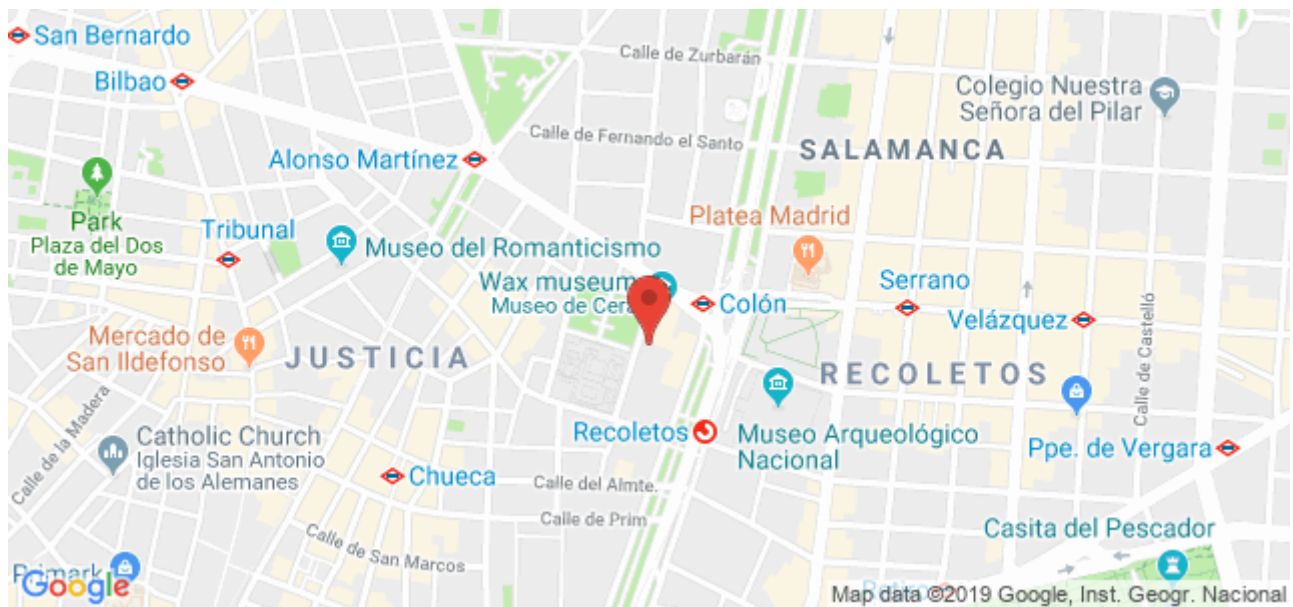 San Bernardo
Calle de Zurbarán
Bilbao
Colegio Nuestra
Señora del Pilar
Calle de Fernando el Santo
SALAMANCA
Alonso Martínez
Park
Plaza del Dos
de Mayo
Tribunal
Platea Madrid
Museo del Romanticismo
Wax museum
Museo de Cera
Colón
Serrano
Velázquez
Mercado de
San Ildefonso
JUSTICIA
RECOLETOS
Calle de Castelló
Calle de la Madera
Recoletos
Museo Arqueológico
Nacional
Ppe. de Vergara
Catholic Church
Iglesia San Antonio
de los Alemanes
Chueca
Calle del Almte.
Calle de Prim
Calle de San Marcos
Casita del Pescador
Primark
Google
Retiro
Map data ©2019 Google, Inst. Geogr. Nacional